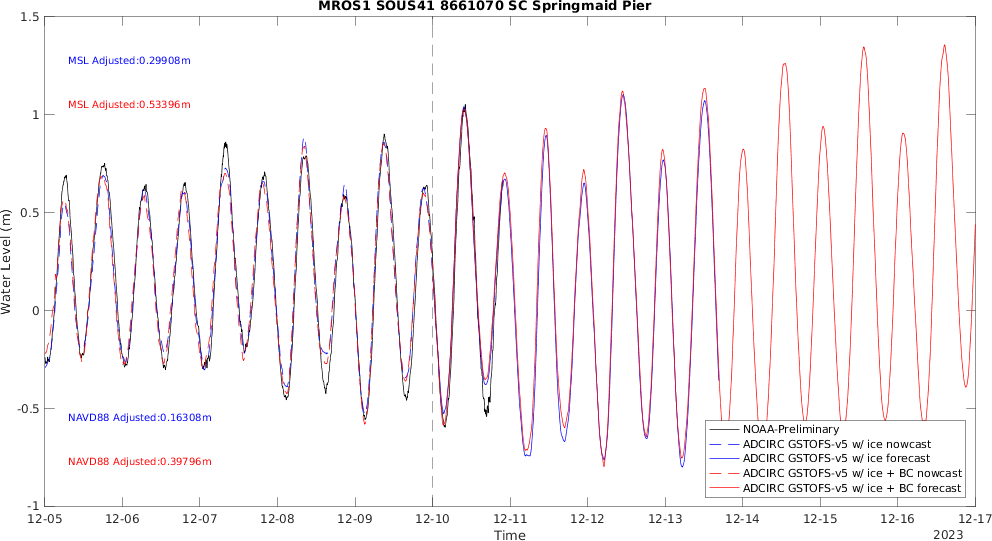 MROS1 SOUS41 8661070 SC Springmaid Pier
1.5
1
0.5
0
-0.5
-1
Water Level (m)
MSL Adjusted:0.29908m
MSL Adjusted:0.53396m
NAVD88 Adjusted:0.16308m
NAVD88 Adjusted:0.39796m
NOAA-Preliminary
ADCIRC GSTOFS-v5 w/ ice nowcast
ADCIRC GSTOFS-v5 w/ ice forecast
ADCIRC GSTOFS-v5 w/ ice + BC nowcast
ADCIRC GSTOFS-v5 w/ ice + BC forecast
12-05 12-06 12-07 12-08 12-09 12-10 12-11 12-12 12-13 12-14 12-15 12-16 12-17
Time
2023